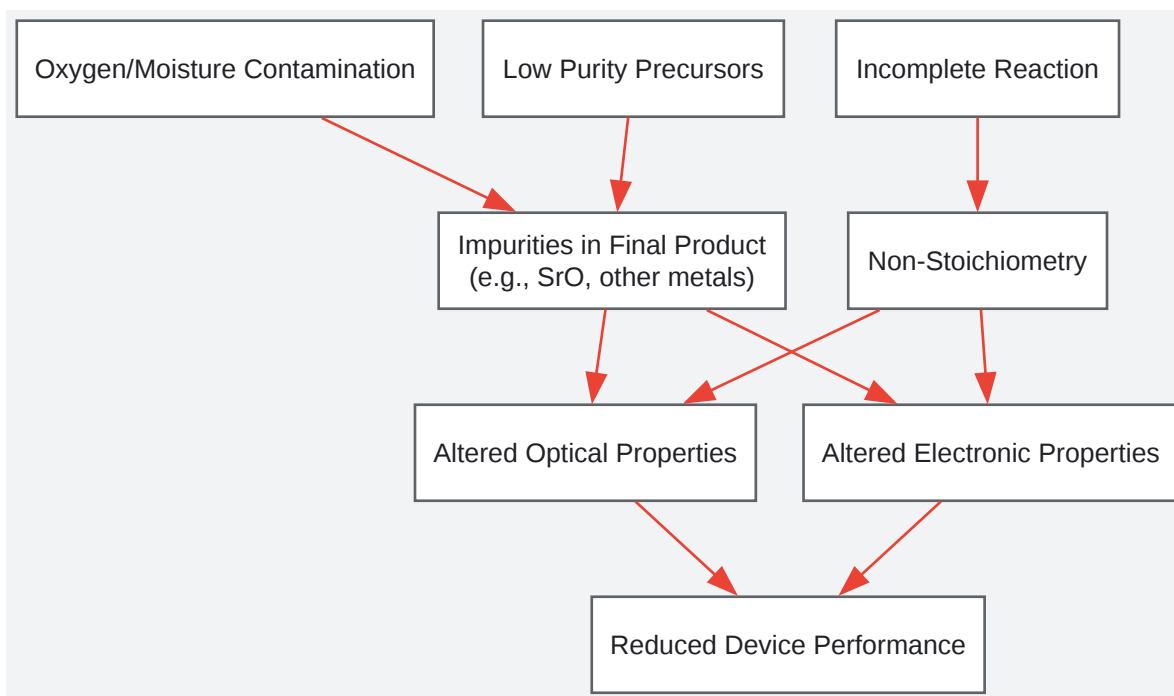 Oxygen/Moisture Contamination
Low Purity Precursors
Incomplete Reaction
Impurities in Final Product
(e.g., SrO, other metals)
Non-Stoichiometry
Altered Optical Properties
Altered Electronic Properties
Reduced Device Performance